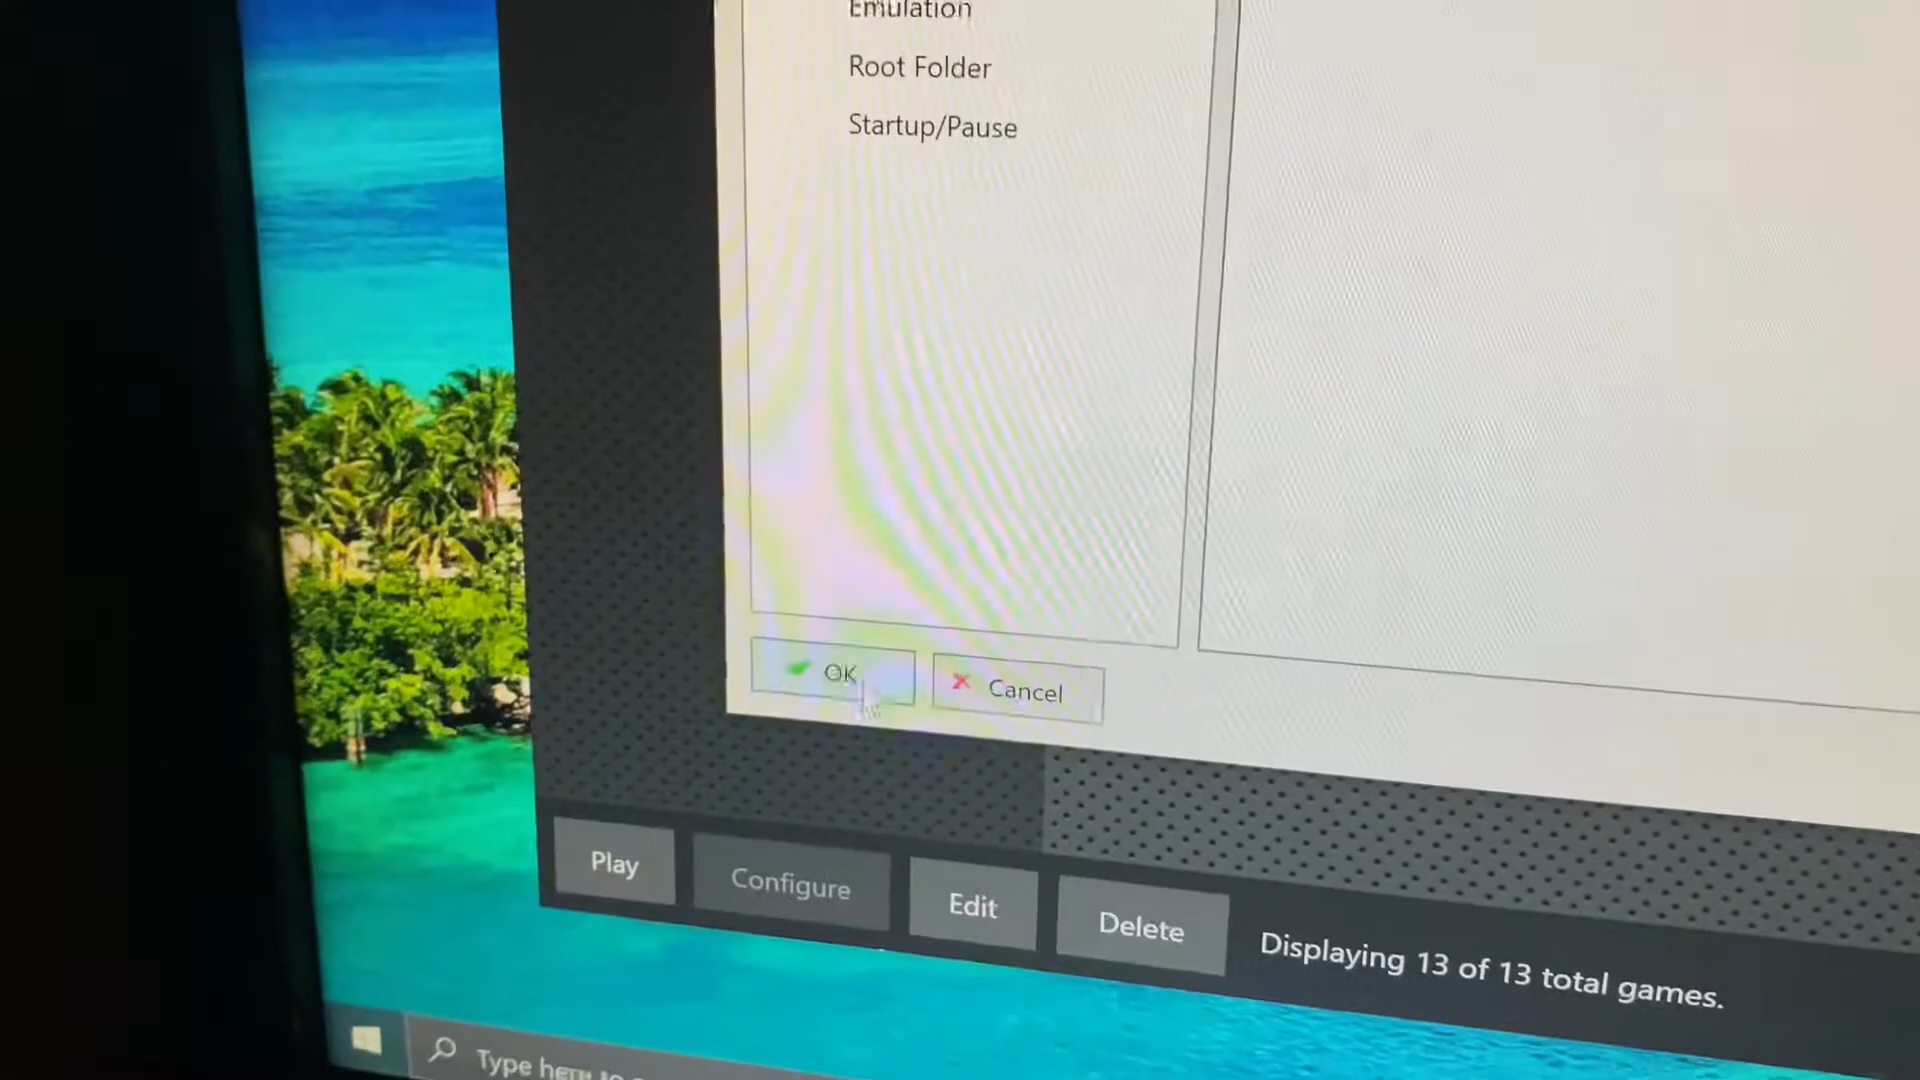 Emulation
Root Folder
Startup/Pause
OK
Cancel
Play
Configure
Edit
Delete
Displaying 13 of 13 total games.
Type here to